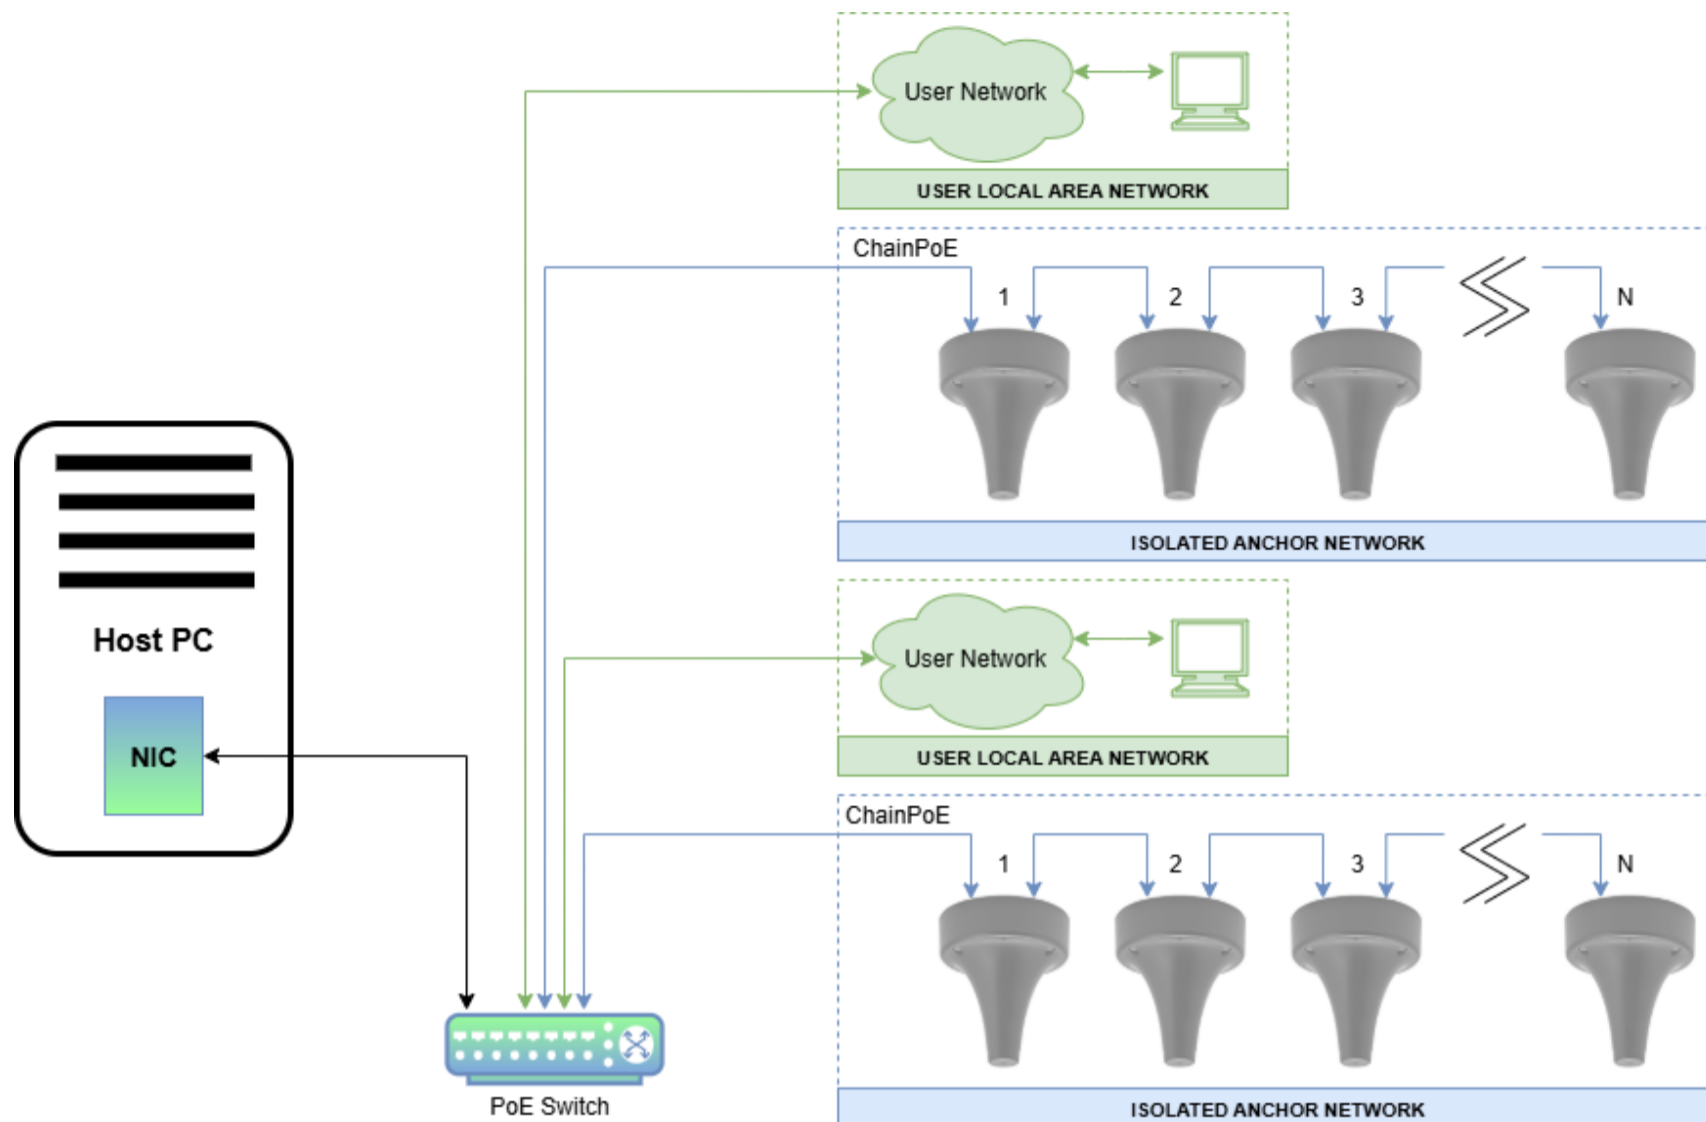 User Network
USER LOCAL AREA NETWORK
ChainPoE
1 2 3 N
ISOLATED ANCHOR NETWORK
Host PC
NIC
User Network
USER LOCAL AREA NETWORK
ChainPoE
1 2 3 N
ISOLATED ANCHOR NETWORK
PoE Switch